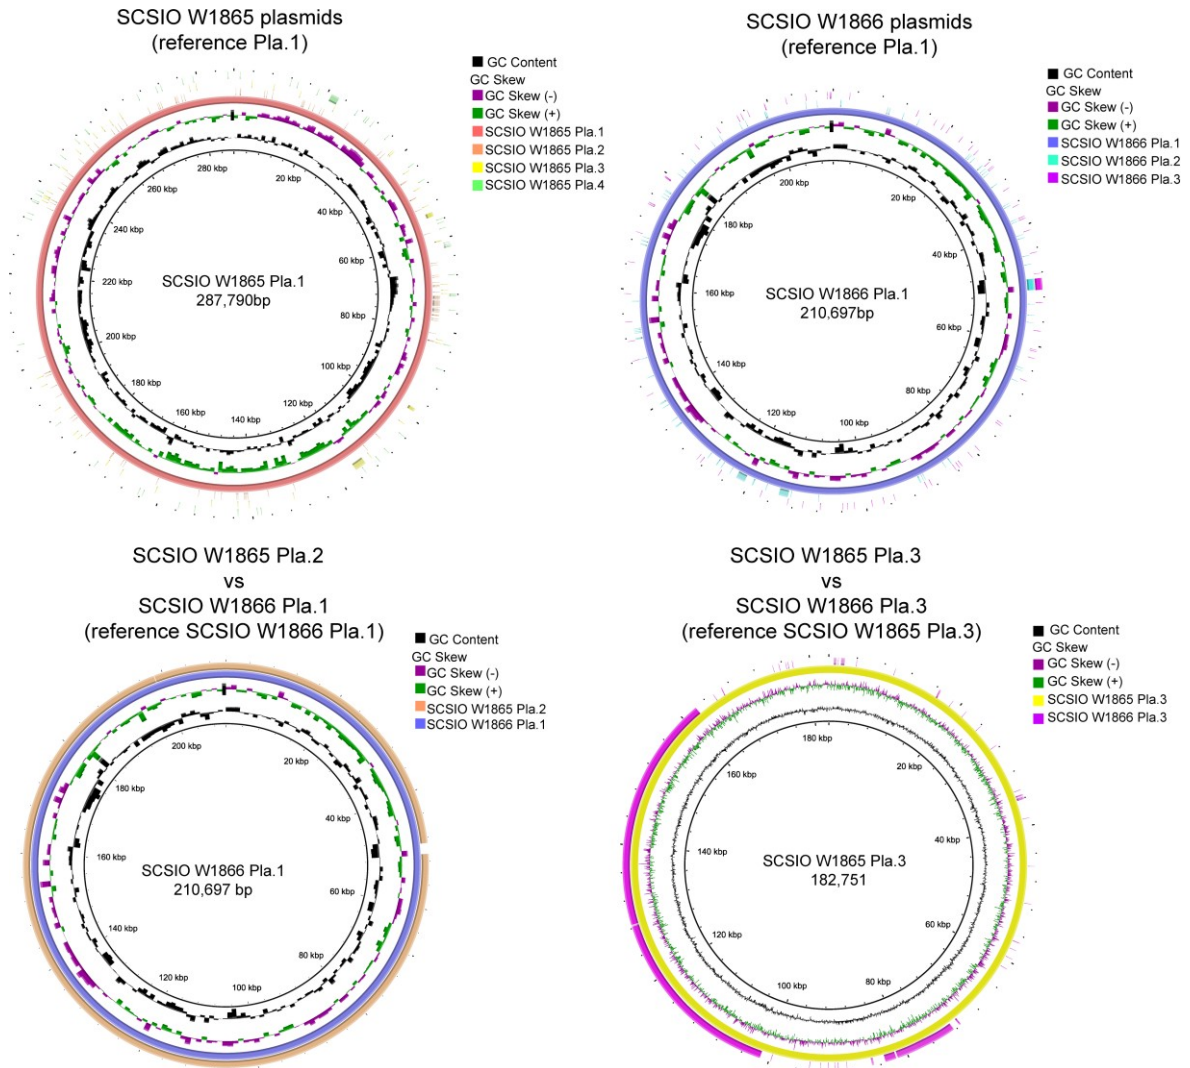 SCSIO W1865 plasmids
(reference Pla.1)
GC Content
GC Skew
GC Skew (-)
GC Skew (+)
SCSIO W1865 Pla.1
SCSIO W1865 Pla.2
SCSIO W1865 Pla.3
SCSIO W1865 Pla.4
280 kbp
20 kbp
260 kbp
40 kbp
240 kbp
60 kbp
220 kbp
SCSIO W1865 Pla.1
287,790bp
80 kbp
200 kbp
100 kbp
180 kbp
120 kbp
160 kbp
140 kbp
SCSIO W1866 plasmids
(reference Pla.1)
GC Content
GC Skew
GC Skew (-)
GC Skew (+)
SCSIO W1866 Pla.1
SCSIO W1866 Pla.2
SCSIO W1866 Pla.3
200 kbp
20 kbp
180 kbp
40 kbp
160 kbp
SCSIO W1866 Pla.1
210,697bp
60 kbp
140 kbp
80 kbp
120 kbp
100 kbp
SCSIO W1865 Pla.2
vs
SCSIO W1866 Pla.1
(reference SCSIO W1866 Pla.1)
GC Content
GC Skew
GC Skew (-)
GC Skew (+)
SCSIO W1865 Pla.2
SCSIO W1866 Pla.1
200 kbp
20 kbp
180 kbp
40 kbp
160 kbp
SCSIO W1866 Pla.1
210,697 bp
60 kbp
140 kbp
80 kbp
120 kbp
100 kbp
SCSIO W1865 Pla.3
vs
SCSIO W1866 Pla.3
(reference SCSIO W1865 Pla.3)
GC Content
GC Skew
GC Skew (-)
GC Skew (+)
SCSIO W1865 Pla.3
SCSIO W1866 Pla.3
180 kbp
20 kbp
160 kbp
40 kbp
140 kbp
SCSIO W1865 Pla.3
182,751
60 kbp
120 kbp
80 kbp
100 kbp